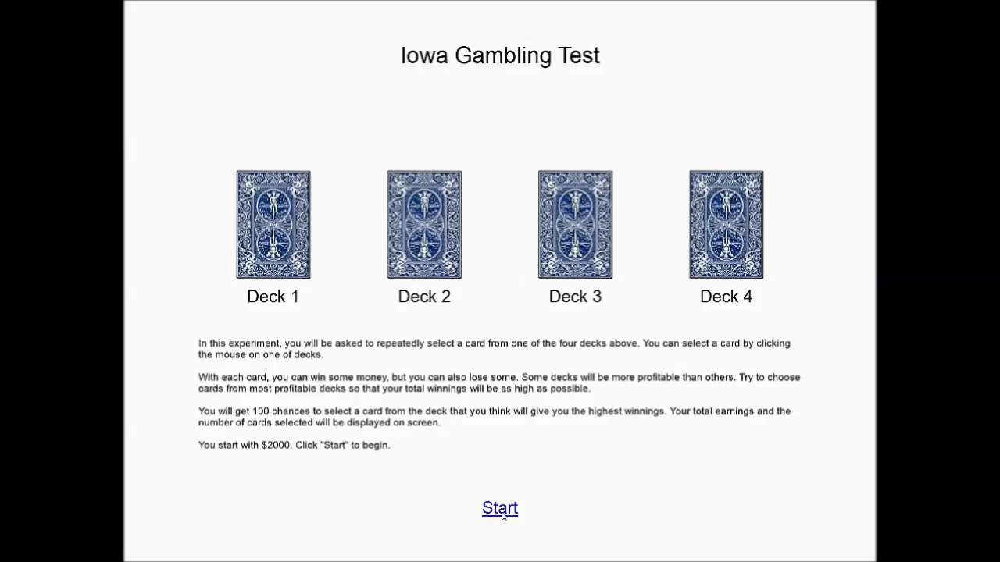 Iowa Gambling Test
Deck 1
Deck 2
Deck 3
Deck 4
In this experiment, you will be asked to repeatedly select a card from one of the four decks above. You can select a card by clicking
the mouse on one of decks.
With each card, you can win some money, but you can also lose some. Some decks will be more profitable than others. Try to choose
cards from most profitable decks so that your total winnings will be as high as possible.
You will get 100 chances to select a card from the deck that you think will give you the highest winnings. Your total earnings and the
number of cards selected will be displayed on screen.
You start with $2000. Click "Start" to begin.
Start